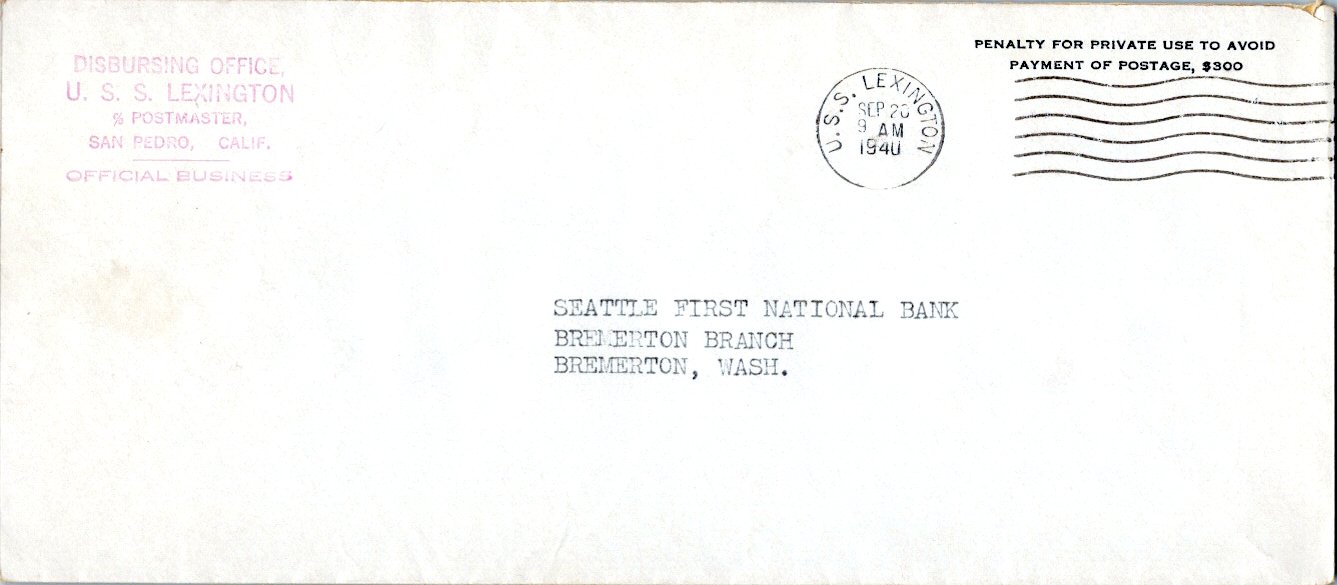 DISBURSING OFFICE,
U. S. S. LEXINGTON
℅ POSTMASTER,
SAN PEDRO, CALIF.
OFFICIAL BUSINESS
U.S.S. LEXINGTON
SEP 20
9 AM
1940
PENALTY FOR PRIVATE USE TO AVOID
PAYMENT OF POSTAGE, $300
SEATTLE FIRST NATIONAL BANK
BREMERTON BRANCH
BREMERTON, WASH.